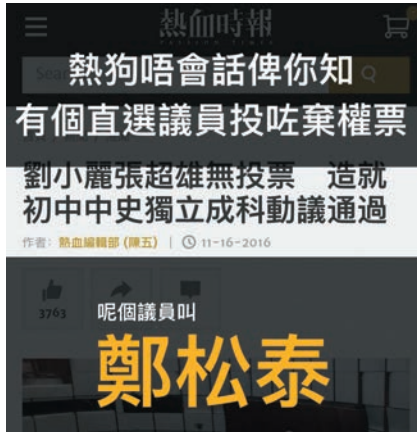 熱血時報
Sear
熱狗唔會話俾你知
有個直選議員投咗棄權票
劉小麗張超雄無投票 造就
初中中史獨立成科動議通過
作者: 熱血編輯部 (陳五) | 11-16-2016
3763
呢個議員叫
鄭松泰